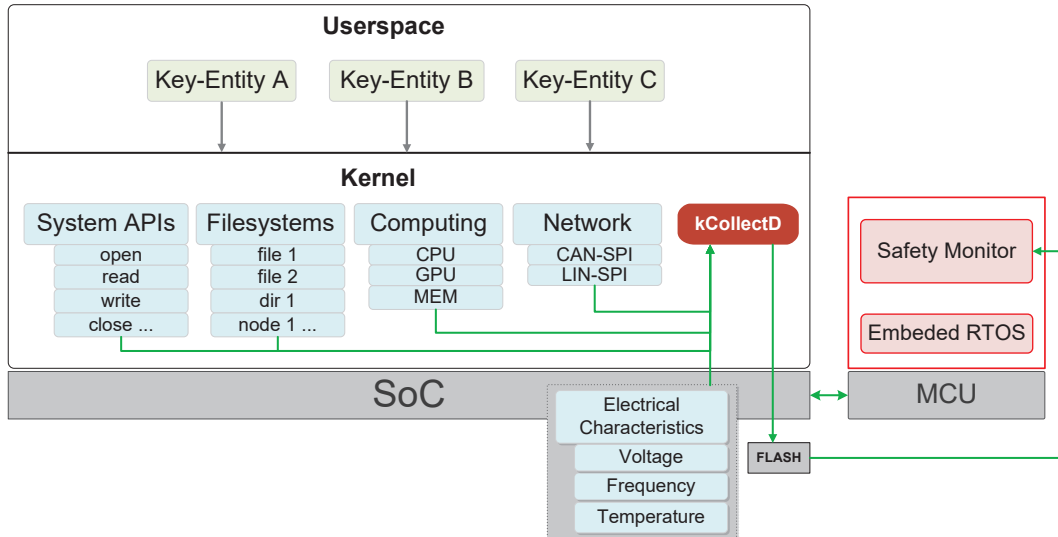 Userspace
Key-Entity A
Key-Entity B
Key-Entity C
Kernel
System APIs
open
read
write
close ...
Filesystems
file 1
file 2
dir 1
node 1 ...
Computing
CPU
GPU
MEM
Network
CAN-SPI
LIN-SPI
kCollectD
Safety Monitor
Embeded RTOS
SoC
MCU
Electrical
Characteristics
Voltage
Frequency
Temperature
FLASH